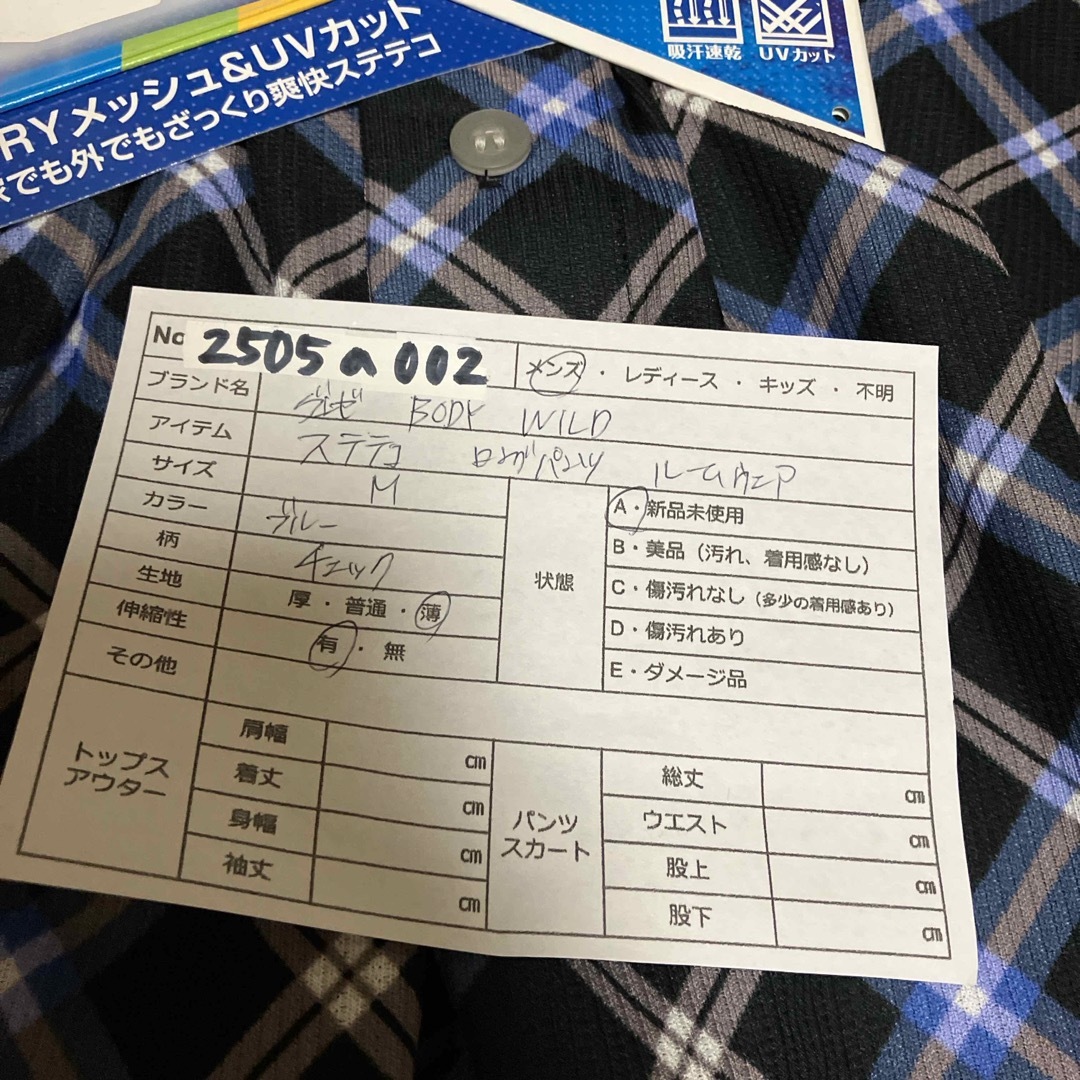 RYメッシュ&UVカット
家でも外でもざっくり爽快ステテコ
吸汗速乾 UVカット
No 2505a002 メンズ・レディース・キッズ・不明
ブランド名 グンゼ BODY WILD
アイテム ステテコ ロングパンツ ルームウェア
サイズ M
カラー ブルー
柄 チェック
生地 厚・普通・薄
伸縮性 有・無
その他
状態
A・新品未使用
B・美品（汚れ、着用感なし）
C・傷汚れなし（多少の着用感あり）
D・傷汚れあり
E・ダメージ品
トップス
アウター
肩幅 cm
着丈 cm
身幅 cm
袖丈 cm
パンツ
スカート
総丈 cm
ウエスト cm
股上 cm
股下 cm